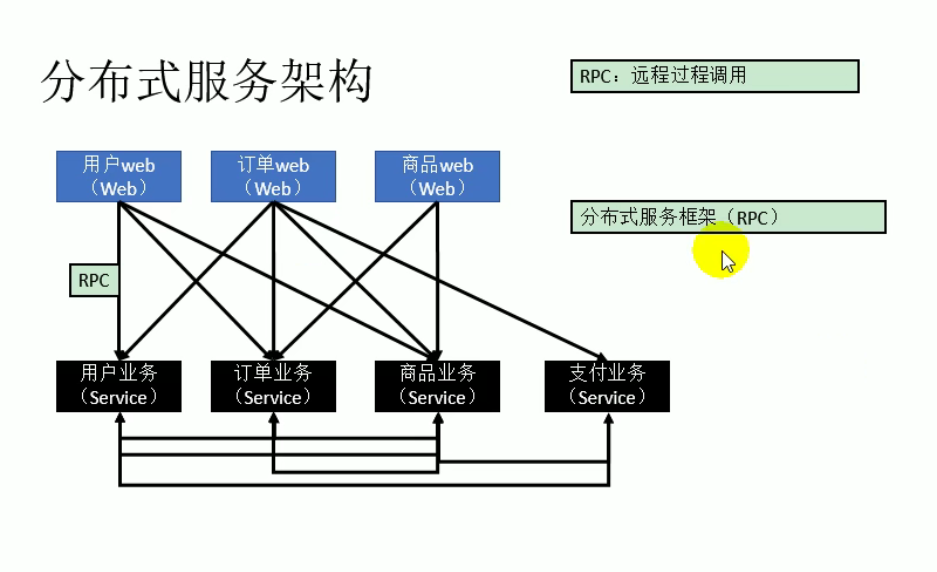 分布式服务架构
RPC：远程过程调用
用户web
（Web）
订单web
（Web）
商品web
（Web）
分布式服务框架（RPC）
RPC
用户业务
（Service）
订单业务
（Service）
商品业务
（Service）
支付业务
（Service）